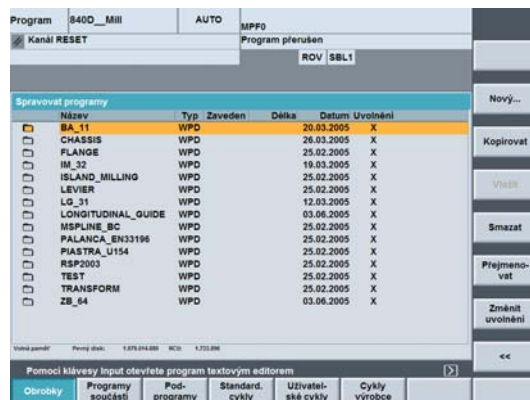 Program 840D__Mill AUTO MPF0
Kanál RESET Program přerušen
ROV SBL1
Spravovat programy
Název Typ Zaveden Délka Datum Uvolnění
BA_11 WPD 20.03.2005 X
CHASSIS WPD 26.03.2005 X
FLANGE WPD 25.02.2005 X
IM_32 WPD 19.03.2005 X
ISLAND_MILLING WPD 25.02.2005 X
LEVIER WPD 25.02.2005 X
LG_31 WPD 12.03.2005 X
LONGITUDINAL_GUIDE WPD 03.06.2005 X
MSPLINE_BC WPD 25.02.2005 X
PALANCA_EN33196 WPD 25.02.2005 X
PIASTRA_U154 WPD 25.02.2005 X
RSP2003 WPD 25.02.2005 X
TEST WPD 25.02.2005 X
TRANSFORM WPD 25.02.2005 X
ZB_64 WPD 03.06.2005 X
Volná paměť Pevný disk: NCU:
Pomocí klávesy Input otevřete program textovým editorem
Nový...
Kopírovat
Vložit
Smazat
Přejmeno-
vat
Změnit
uvolnění
<<
Obrobky
Programy
součástí
Pod-
programy
Standard.
cykly
Uživatel-
ské cykly
Cykly
výrobce